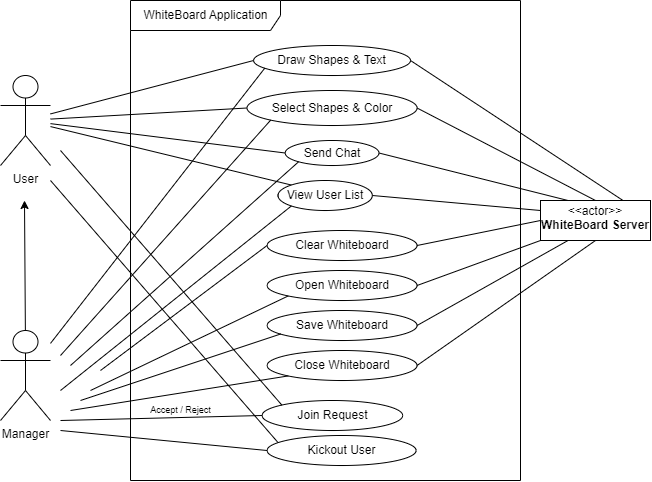 WhiteBoard Application
Draw Shapes & Text
Select Shapes & Color
Send Chat
User
View User List
<<actor>>
WhiteBoard Server
Clear Whiteboard
Open Whiteboard
Save Whiteboard
Close Whiteboard
Accept / Reject
Join Request
Manager
Kickout User